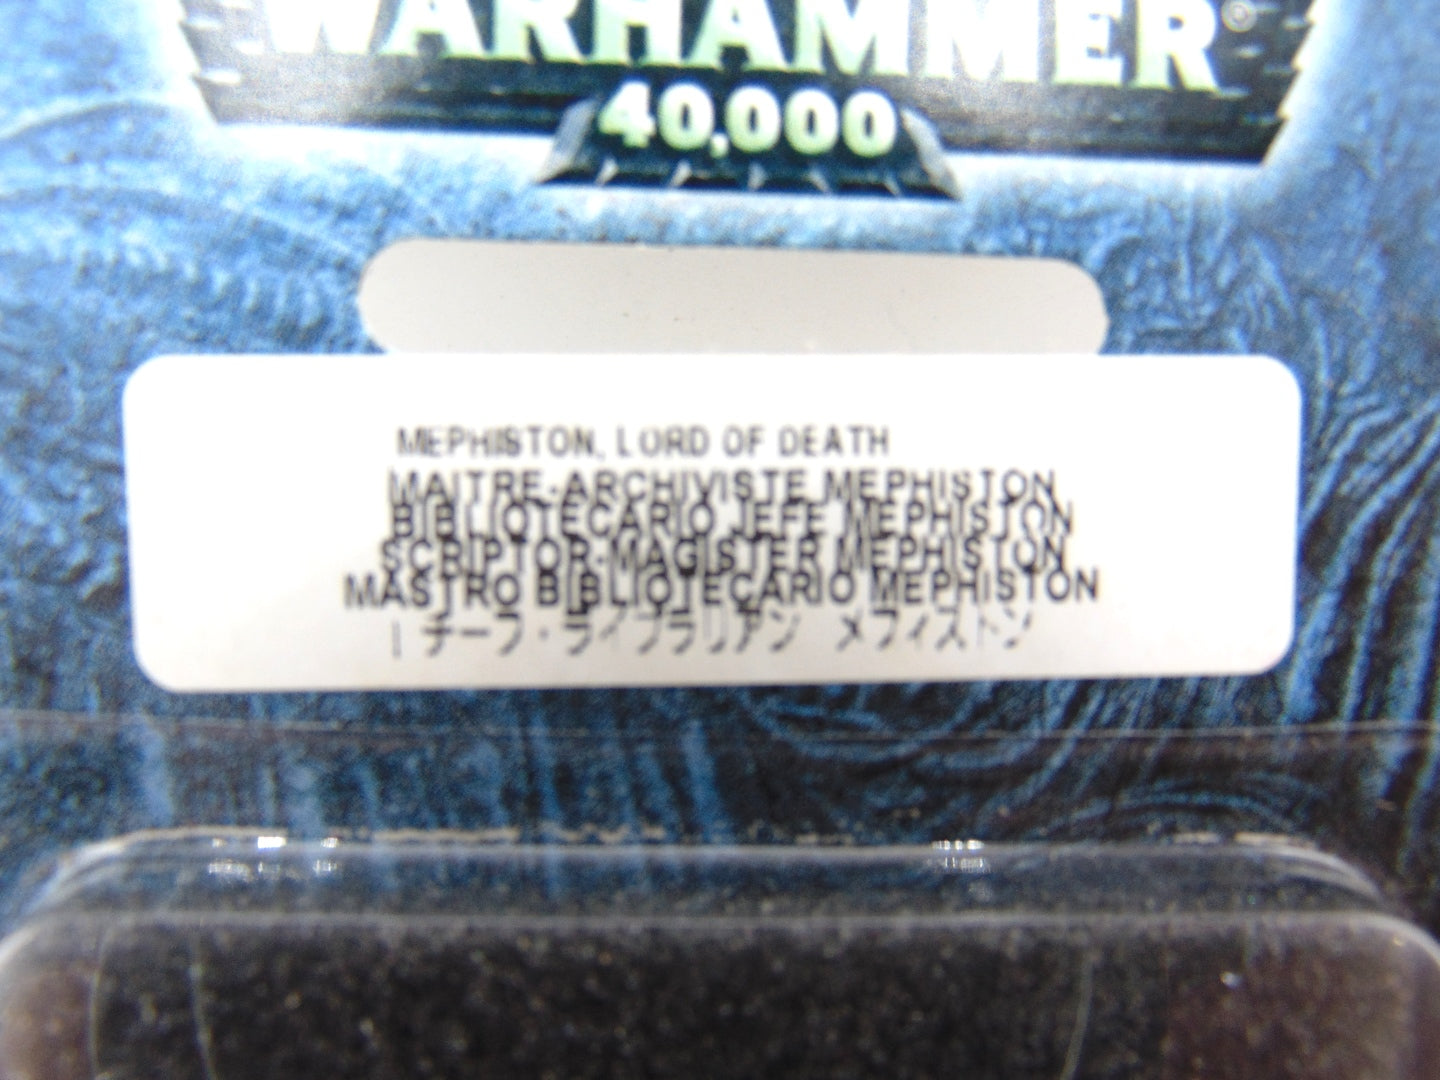 WARHAMMER®
40,000
MEPHISTON, LORD OF DEATH
MAITRE-ARCHIVISTE MEPHISTON
BIBLIOTECARIO JEFE MEPHISTON
SCRIPTOR-MAGISTER MEPHISTON
MASTRO BIBLIOTECARIO MEPHISTON
チーフ・ライブラリアン メフィストン